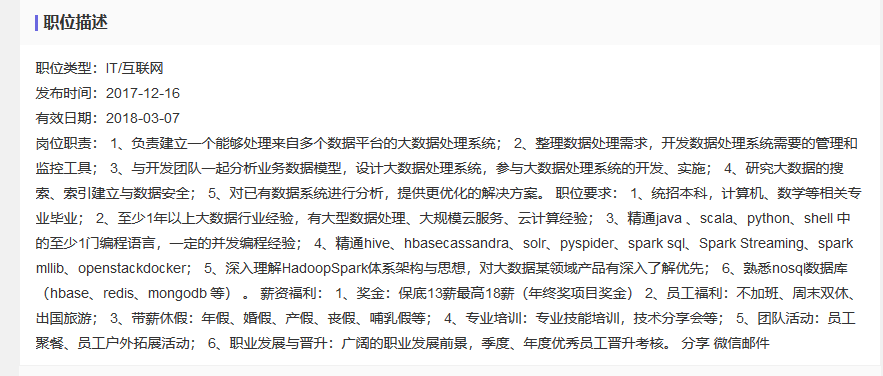 职位描述
职位类型：IT/互联网
发布时间：2017-12-16
有效日期：2018-03-07
岗位职责： 1、负责建立一个能够处理来自多个数据平台的大数据处理系统； 2、整理数据处理需求，开发数据处理系统需要的管理和
监控工具； 3、与开发团队一起分析业务数据模型，设计大数据处理系统，参与大数据处理系统的开发、实施； 4、研究大数据的搜
索、索引建立与数据安全； 5、对已有数据系统进行分析，提供更优化的解决方案。 职位要求： 1、统招本科，计算机、数学等相关专
业毕业； 2、至少1年以上大数据行业经验，有大型数据处理、大规模云服务、云计算经验； 3、精通java 、scala、python、shell 中
的至少1门编程语言，一定的并发编程经验； 4、精通hive、hbasecassandra、solr、pyspider、spark sql、Spark Streaming、spark
mllib、openstackdocker； 5、深入理解HadoopSpark体系架构与思想，对大数据某领域产品有深入了解优先； 6、熟悉nosql数据库
（hbase、redis、mongodb 等） 。 薪资福利： 1、奖金：保底13薪最高18薪（年终奖项目奖金） 2、员工福利：不加班、周末双休、
出国旅游； 3、带薪休假：年假、婚假、产假、丧假、哺乳假等； 4、专业培训：专业技能培训，技术分享会等； 5、团队活动：员工
聚餐、员工户外拓展活动； 6、职业发展与晋升：广阔的职业发展前景，季度、年度优秀员工晋升考核。 分享 微信邮件